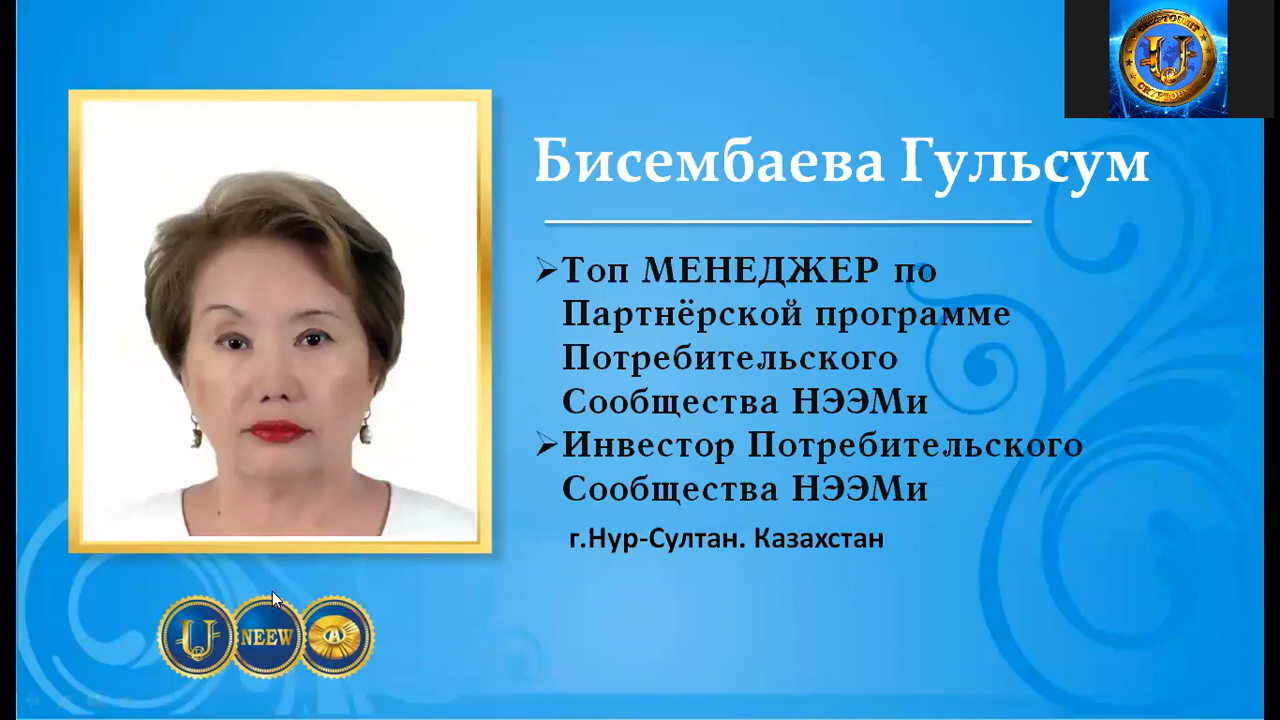 Бисембаева Гульсум
Топ МЕНЕДЖЕР по
Партнёрской программе
Потребительского
Сообщества НЭЭМи
Инвестор Потребительского
Сообщества НЭЭМи
г.Нур-Султан. Казахстан
NEEW
A